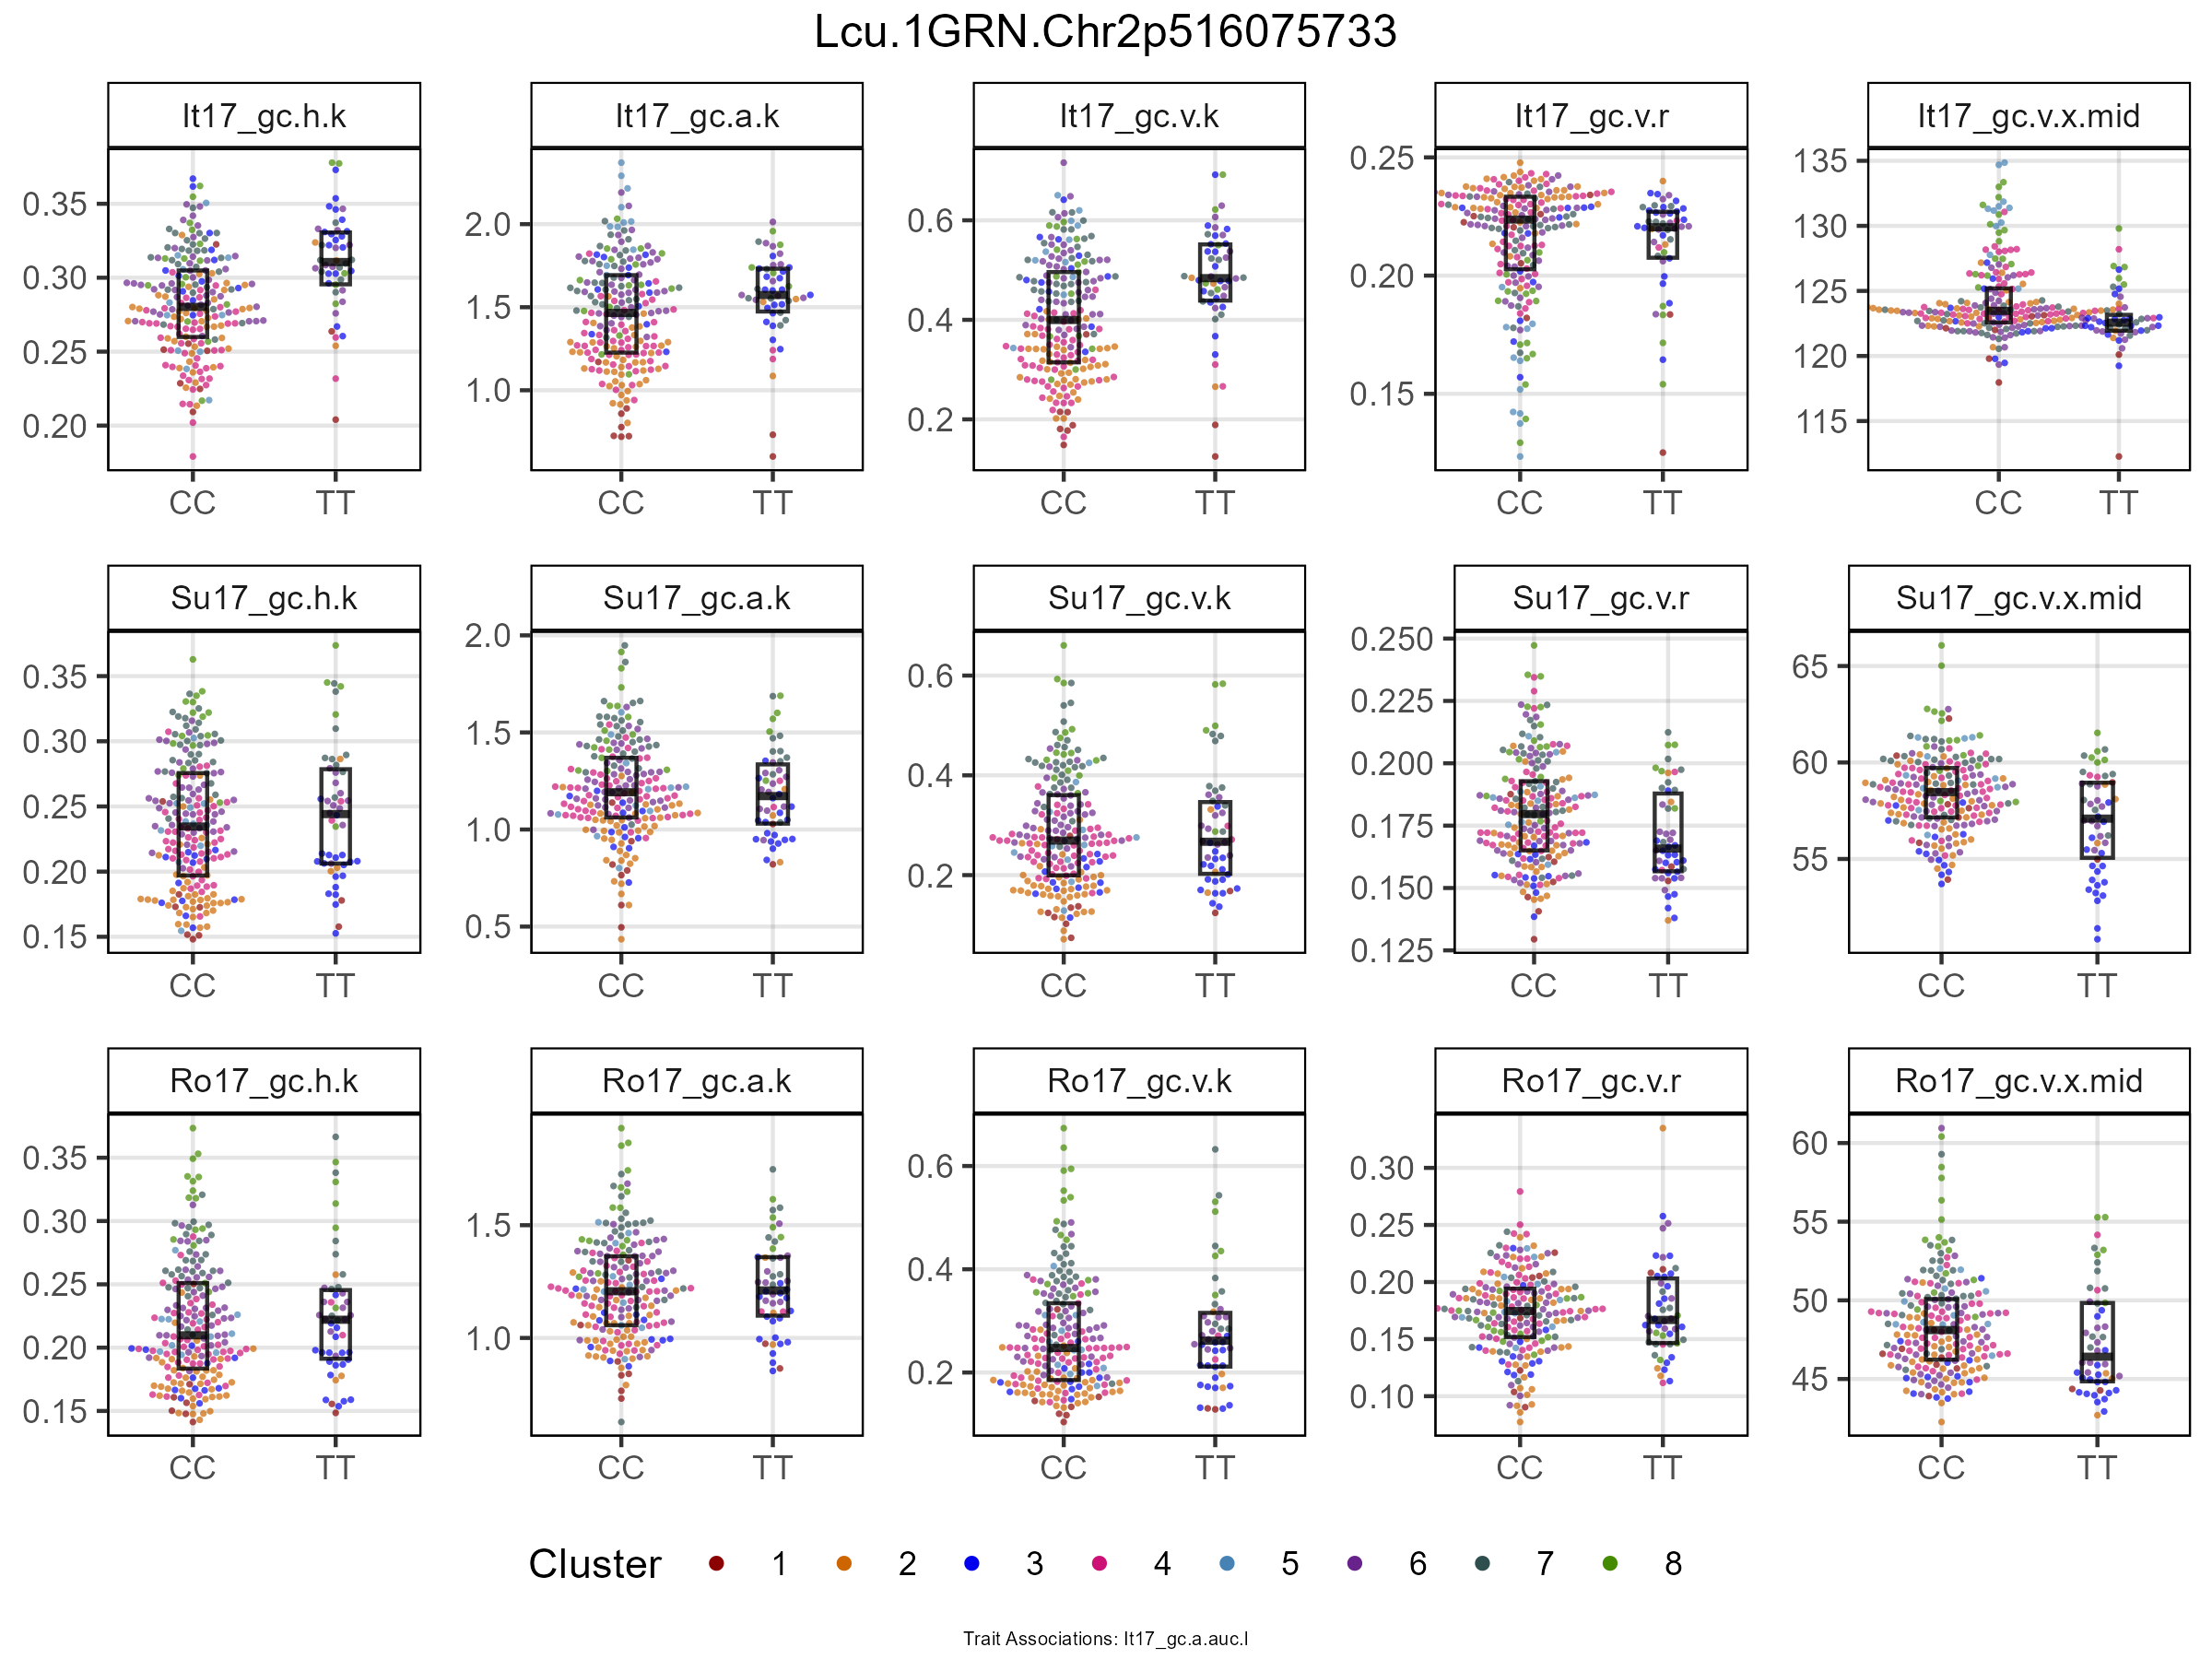 Lcu.1GRN.Chr2p516075733
It17_gc.h.k It17_gc.a.k It17_gc.v.k It17_gc.v.r It17_gc.v.x.mid
0.35 0.30 0.25 0.20
2.0 1.5 1.0
0.6 0.4 0.2
0.25 0.20 0.15
135 130 125 120 115
CC TT CC TT CC TT CC TT CC TT
Su17_gc.h.k Su17_gc.a.k Su17_gc.v.k Su17_gc.v.r Su17_gc.v.x.mid
0.35 0.30 0.25 0.20 0.15
2.0 1.5 1.0 0.5
0.6 0.4 0.2
0.250 0.225 0.200 0.175 0.150 0.125
65 60 55
CC TT CC TT CC TT CC TT CC TT
Ro17_gc.h.k Ro17_gc.a.k Ro17_gc.v.k Ro17_gc.v.r Ro17_gc.v.x.mid
0.35 0.30 0.25 0.20 0.15
1.5 1.0
0.6 0.4 0.2
0.30 0.25 0.20 0.15 0.10
60 55 50 45
CC TT CC TT CC TT CC TT CC TT
Cluster 1 2 3 4 5 6 7 8
Trait Associations: It17_gc.a.auc.l